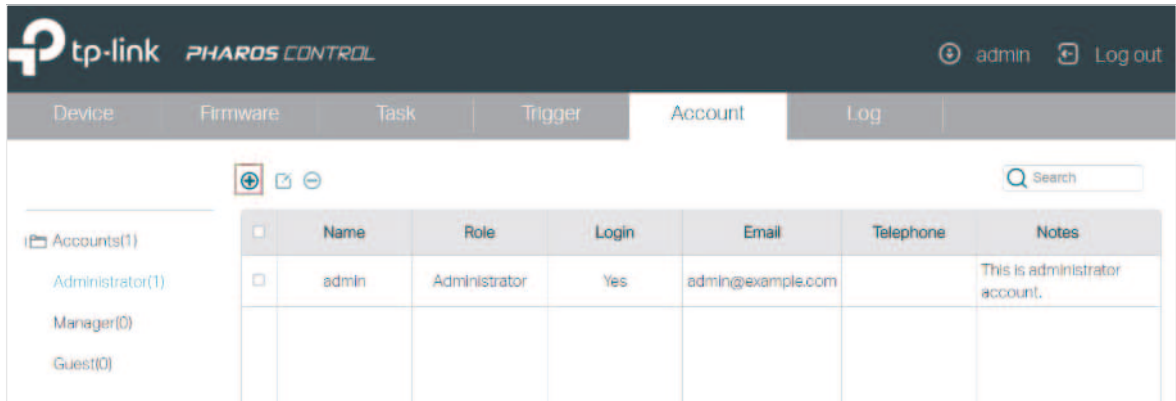 tp-link PHAROS CONTROL admin Log out
Device Firmware Task Trigger Account Log
Search
Accounts(1)
Administrator(1)
Manager(0)
Guest(0)
Name Role Login Email Telephone Notes
admin Administrator Yes admin@example.com This is administrator
account.